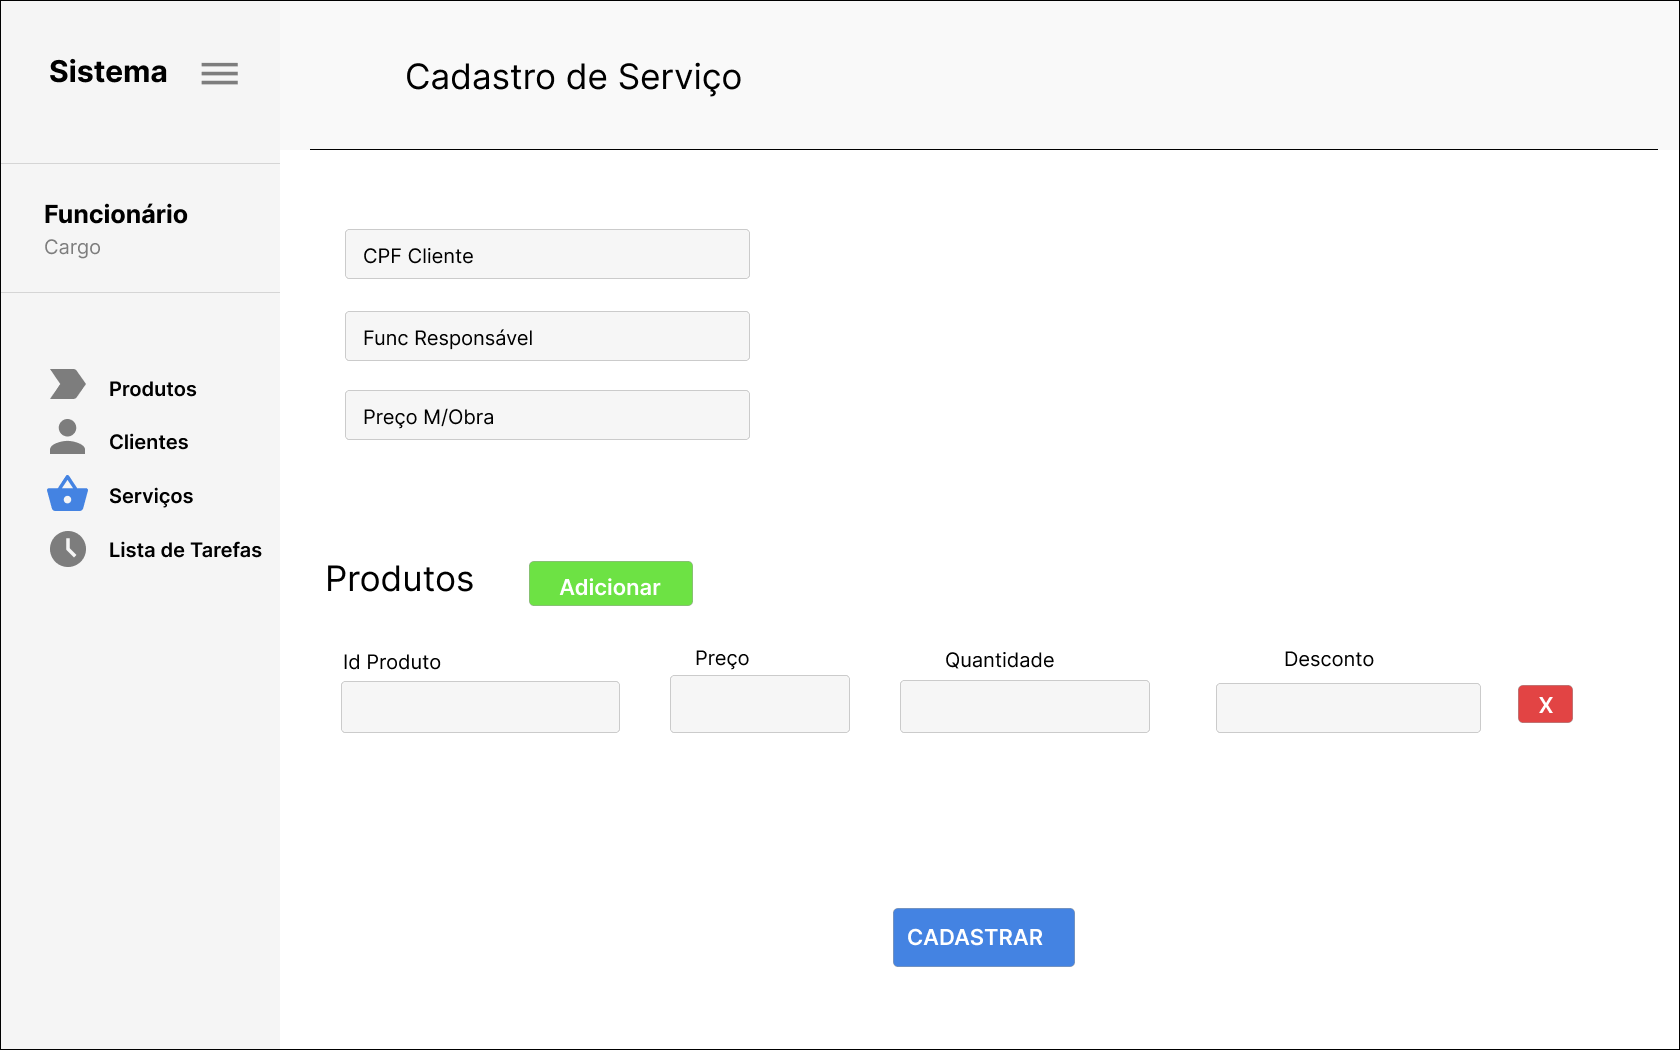 Sistema
Cadastro de Serviço
Funcionário
Cargo
Produtos
Clientes
Serviços
Lista de Tarefas
CPF Cliente
Func Responsável
Preço M/Obra
Produtos
Adicionar
Id Produto
Preço
Quantidade
Desconto
X
CADASTRAR